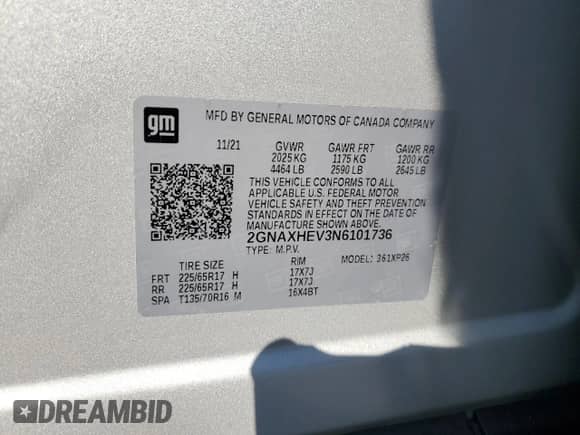 gm
MFD BY GENERAL MOTORS OF CANADA COMPANY
11/21 GVWR GAWR FRT GAWR RR
2025 KG 1175 KG 1200 KG
4464 LB 2590 LB 2645 LB
THIS VEHICLE CONFORMS TO ALL
APPLICABLE U.S. FEDERAL MOTOR
VEHICLE SAFETY AND THEFT PREVENTION
STANDARDS IN EFFECT ON THE DATE OF
MANUFACTURE SHOWN ABOVE.
2GNAXHEV3N6101736
TYPE: M.P.V. MODEL: 361XP26
TIRE SIZE RIM
FRT 225/65R17 H 17X7J
RR 225/65R17 H 17X7J
SPA T135/70R16 M 16X4BT
DREAMBID